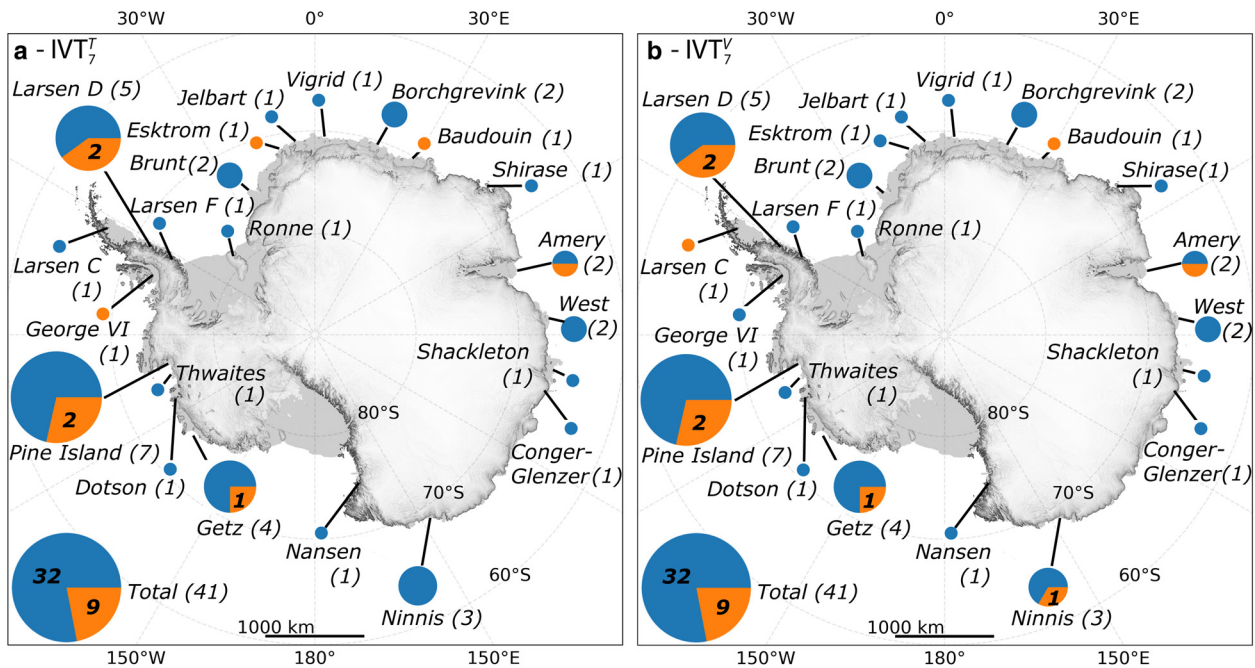 30°W 0° 30°E
a - IVT₇ᵀ
Larsen D (5)
2
Vigrid (1)
Jelbart (1)
Borchgrevink (2)
Esktrom (1)
Baudouin (1)
Brunt(2)
Shirase (1)
Larsen F (1)
Ronne (1)
Larsen C
(1)
Amery
(2)
George VI
(1)
West
(2)
Shackleton
(1)
Thwaites
(1)
2
80°S
Pine Island (7)
Conger-
Glenzer(1)
Dotson (1)
70°S
1
Getz (4)
Nansen
(1)
60°S
32
9
Total (41)
Ninnis (3)
1000 km
150°W 180° 150°E
30°W 0° 30°E
b - IVT₇ⱽ
Larsen D (5)
2
Vigrid (1)
Jelbart (1)
Borchgrevink (2)
Esktrom (1)
Baudouin (1)
Brunt(2)
Shirase(1)
Larsen F (1)
Ronne (1)
Larsen C
(1)
Amery
(2)
George VI
(1)
West
(2)
Shackleton
(1)
Thwaites
(1)
2
80°S
Pine Island (7)
Conger-
Glenzer(1)
Dotson (1)
70°S
1
Getz (4)
Nansen
(1)
60°S
32
9
Total (41)
1
Ninnis (3)
1000 km
150°W 180° 150°E